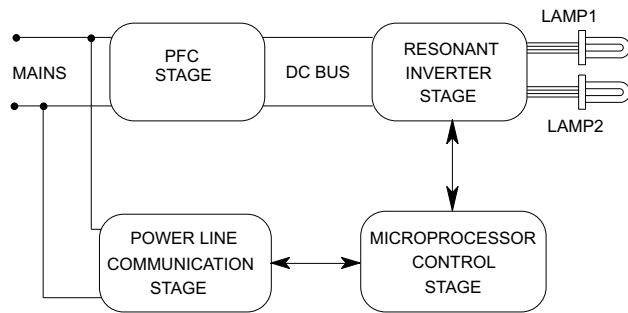 LAMP1
MAINS
PFC
STAGE
DC BUS
RESONANT
INVERTER
STAGE
LAMP2
POWER LINE
COMMUNICATION
STAGE
MICROPROCESSOR
CONTROL
STAGE